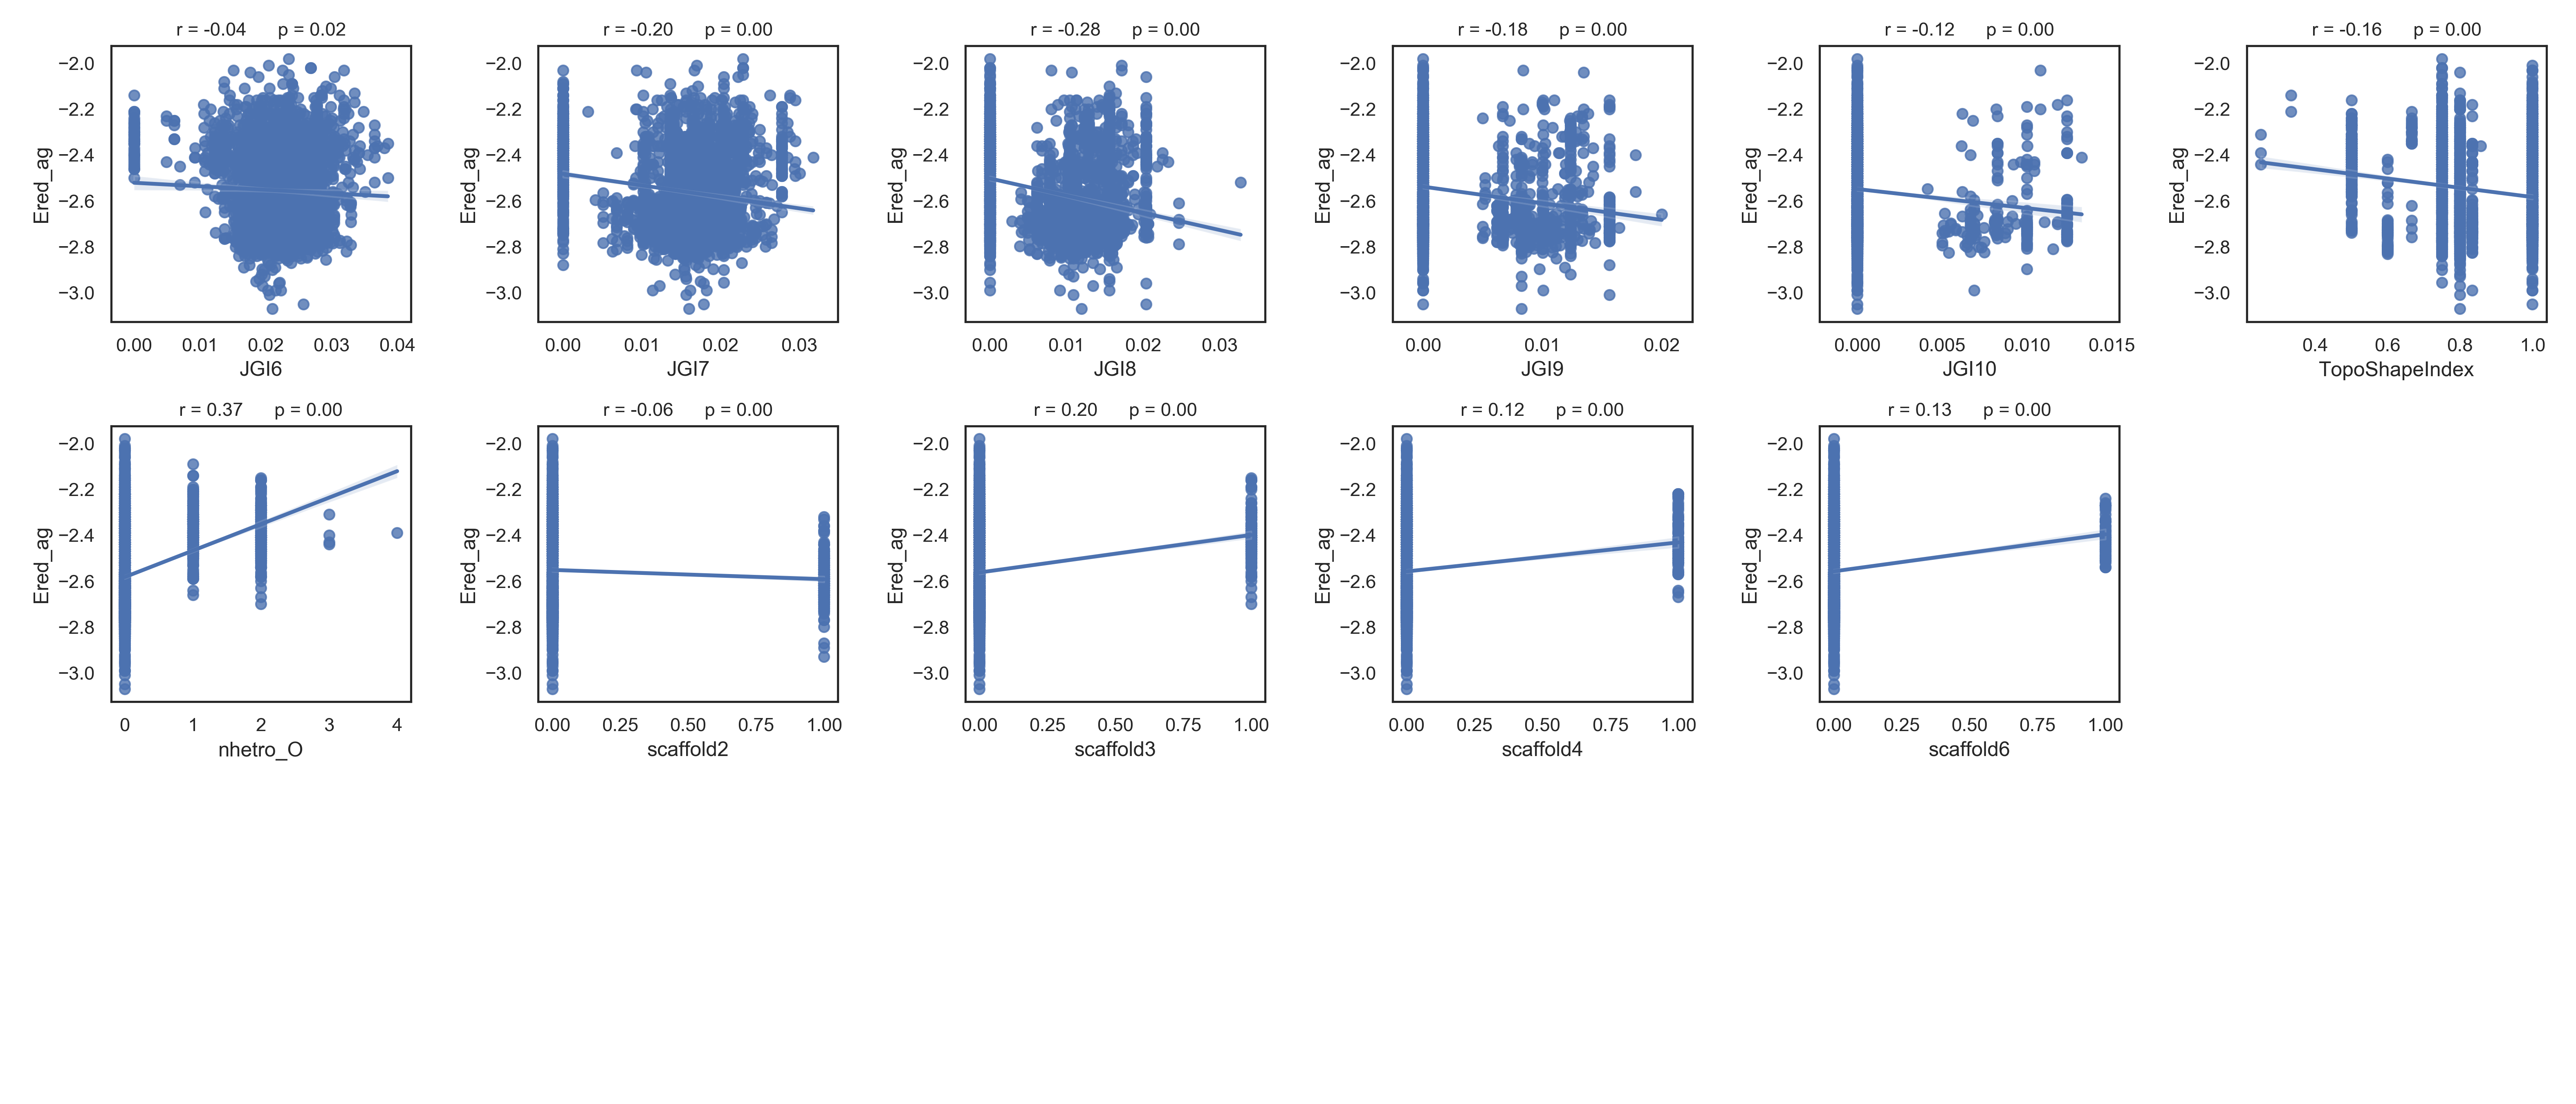 r = -0.04 p = 0.02
r = -0.20 p = 0.00
r = -0.28 p = 0.00
r = -0.18 p = 0.00
r = -0.12 p = 0.00
r = -0.16 p = 0.00
Ered_ag
−2.0
−2.2
−2.4
−2.6
−2.8
−3.0
0.00 0.01 0.02 0.03 0.04
JGI6
Ered_ag
−2.0
−2.2
−2.4
−2.6
−2.8
−3.0
0.00 0.01 0.02 0.03
JGI7
Ered_ag
−2.0
−2.2
−2.4
−2.6
−2.8
−3.0
0.00 0.01 0.02 0.03
JGI8
Ered_ag
−2.0
−2.2
−2.4
−2.6
−2.8
−3.0
0.00 0.01 0.02
JGI9
Ered_ag
−2.0
−2.2
−2.4
−2.6
−2.8
−3.0
0.000 0.005 0.010 0.015
JGI10
Ered_ag
−2.0
−2.2
−2.4
−2.6
−2.8
−3.0
0.4 0.6 0.8 1.0
TopoShapeIndex
r = 0.37 p = 0.00
r = -0.06 p = 0.00
r = 0.20 p = 0.00
r = 0.12 p = 0.00
r = 0.13 p = 0.00
Ered_ag
−2.0
−2.2
−2.4
−2.6
−2.8
−3.0
0 1 2 3 4
nhetro_O
Ered_ag
−2.0
−2.2
−2.4
−2.6
−2.8
−3.0
0.00 0.25 0.50 0.75 1.00
scaffold2
Ered_ag
−2.0
−2.2
−2.4
−2.6
−2.8
−3.0
0.00 0.25 0.50 0.75 1.00
scaffold3
Ered_ag
−2.0
−2.2
−2.4
−2.6
−2.8
−3.0
0.00 0.25 0.50 0.75 1.00
scaffold4
Ered_ag
−2.0
−2.2
−2.4
−2.6
−2.8
−3.0
0.00 0.25 0.50 0.75 1.00
scaffold6